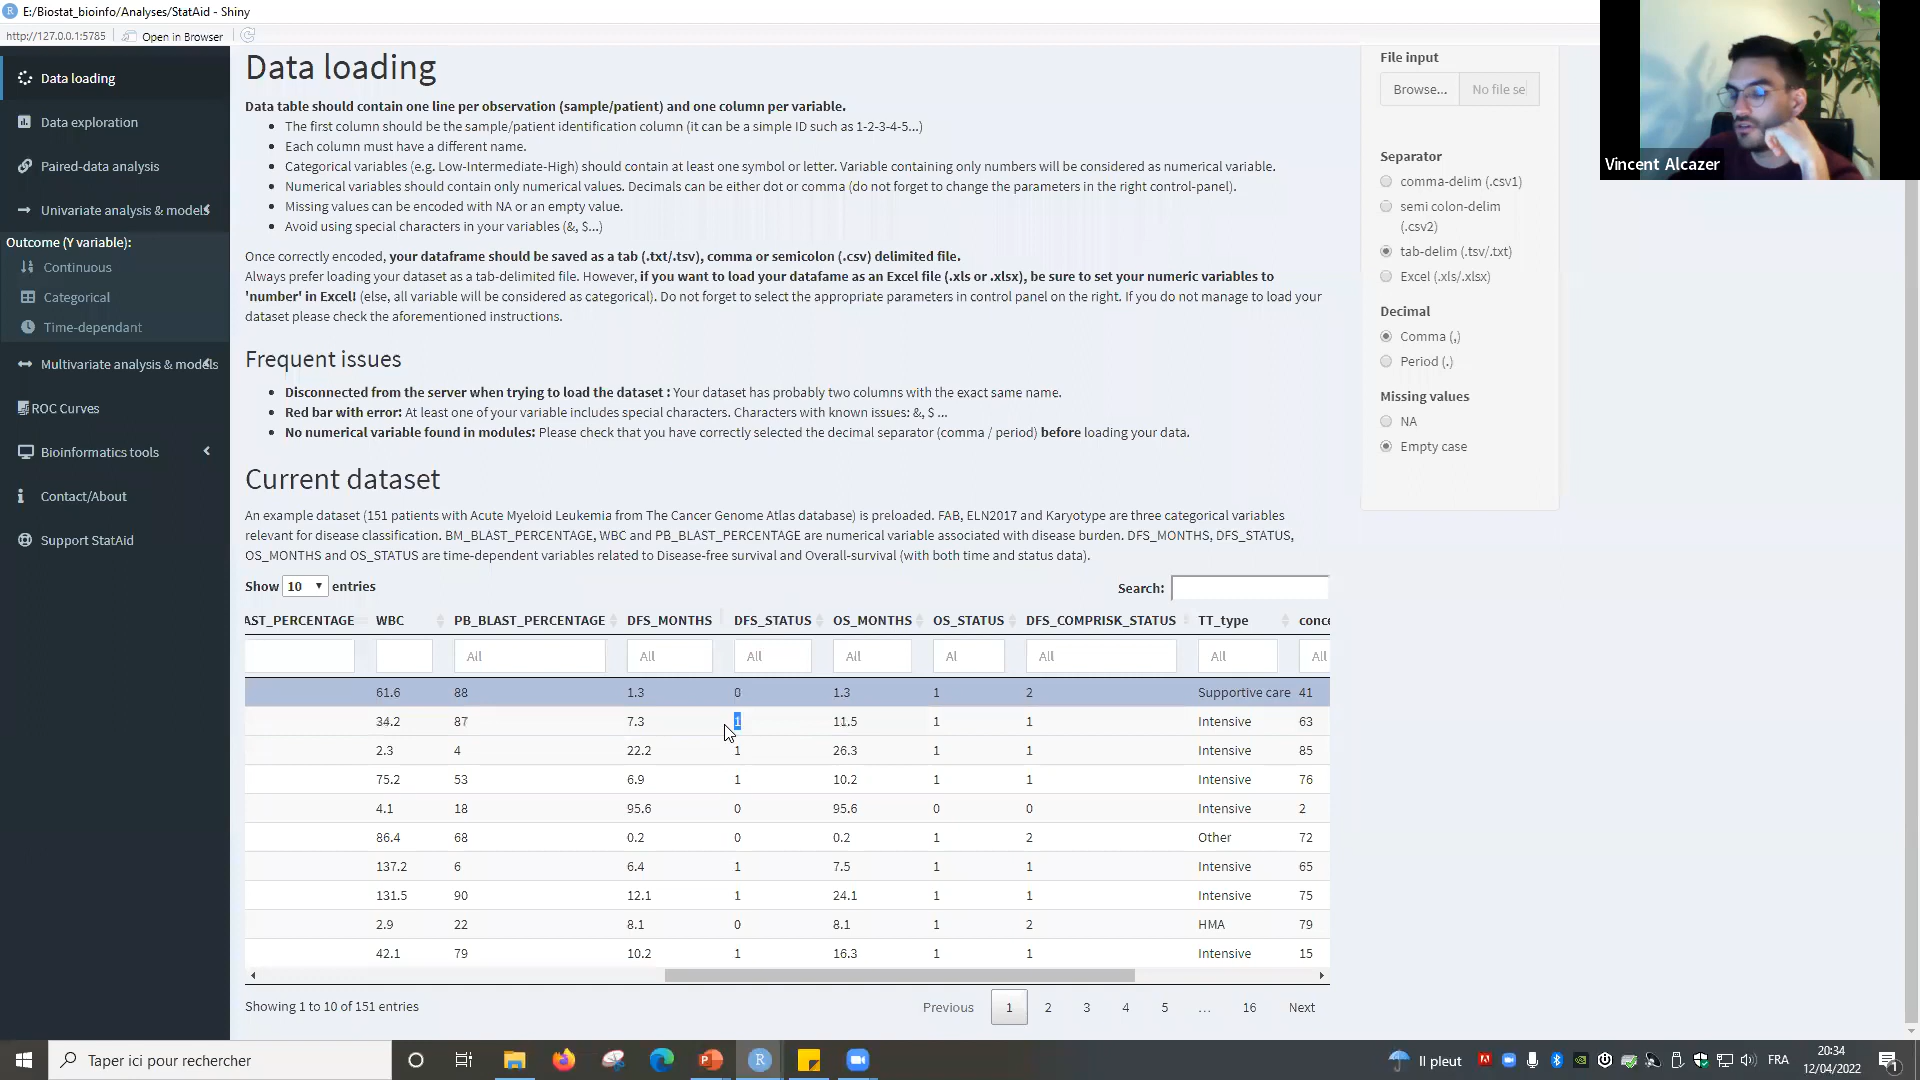 E:/Biostat_bioinfo/Analyses/StatAid - Shiny
http://127.0.0.1:5785 Open in Browser
Data loading
Data exploration
Paired-data analysis
Univariate analysis & models
Outcome (Y variable):
Continuous
Categorical
Time-dependant
Multivariate analysis & models
ROC Curves
Bioinformatics tools
Contact/About
Support StatAid
Data loading
Data table should contain one line per observation (sample/patient) and one column per variable.
The first column should be the sample/patient identification column (it can be a simple ID such as 1-2-3-4-5...)
Each column must have a different name.
Categorical variables (e.g. Low-Intermediate-High) should contain at least one symbol or letter. Variable containing only numbers will be considered as numerical variable.
Numerical variables should contain only numerical values. Decimals can be either dot or comma (do not forget to change the parameters in the right control-panel).
Missing values can be encoded with NA or an empty value.
Avoid using special characters in your variables (&, $...)
Once correctly encoded, your dataframe should be saved as a tab (.txt/.tsv), comma or semicolon (.csv) delimited file.
Always prefer loading your dataset as a tab-delimited file. However, if you want to load your datafame as an Excel file (.xls or .xlsx), be sure to set your numeric variables to
'number' in Excel! (else, all variable will be considered as categorical). Do not forget to select the appropriate parameters in control panel on the right. If you do not manage to load your
dataset please check the aforementioned instructions.
Frequent issues
Disconnected from the server when trying to load the dataset : Your dataset has probably two columns with the exact same name.
Red bar with error: At least one of your variable includes special characters. Characters with known issues: &, $ ...
No numerical variable found in modules: Please check that you have correctly selected the decimal separator (comma / period) before loading your data.
Current dataset
An example dataset (151 patients with Acute Myeloid Leukemia from The Cancer Genome Atlas database) is preloaded. FAB, ELN2017 and Karyotype are three categorical variables
relevant for disease classification. BM_BLAST_PERCENTAGE, WBC and PB_BLAST_PERCENTAGE are numerical variable associated with disease burden. DFS_MONTHS, DFS_STATUS,
OS_MONTHS and OS_STATUS are time-dependent variables related to Disease-free survival and Overall-survival (with both time and status data).
Show 10 entries
Search:
AST_PERCENTAGE WBC PB_BLAST_PERCENTAGE DFS_MONTHS DFS_STATUS OS_MONTHS OS_STATUS DFS_COMPRISK_STATUS TT_type conce
All All All All Al All All All
61.6 88 1.3 0 1.3 1 2 Supportive care 41
34.2 87 7.3 1 11.5 1 1 Intensive 63
2.3 4 22.2 1 26.3 1 1 Intensive 85
75.2 53 6.9 1 10.2 1 1 Intensive 76
4.1 18 95.6 0 95.6 0 0 Intensive 2
86.4 68 0.2 0 0.2 1 2 Other 72
137.2 6 6.4 1 7.5 1 1 Intensive 65
131.5 90 12.1 1 24.1 1 1 Intensive 75
2.9 22 8.1 0 8.1 1 2 HMA 79
42.1 79 10.2 1 16.3 1 1 Intensive 15
Showing 1 to 10 of 151 entries
Previous 1 2 3 4 5 ... 16 Next
File input
Browse... No file se
Separator
comma-delim (.csv1)
semi colon-delim
(.csv2)
tab-delim (.tsv/.txt)
Excel (.xls/.xlsx)
Decimal
Comma (,)
Period (.)
Missing values
NA
Empty case
Vincent Alcazer
Taper ici pour rechercher
Il pleut
FRA
20:34
12/04/2022
1